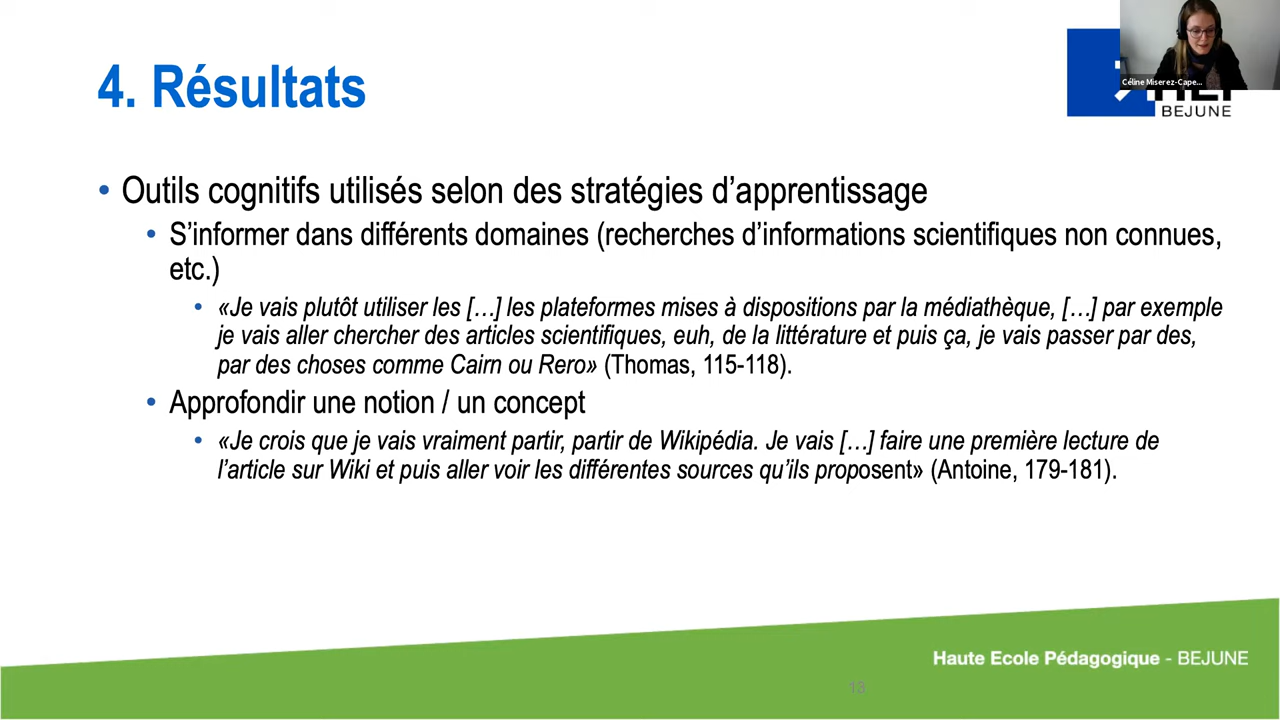 4. Résultats
Céline Miserez-Cape...
BEJUNE
• Outils cognitifs utilisés selon des stratégies d’apprentissage
• S’informer dans différents domaines (recherches d’informations scientifiques non connues,
etc.)
• «Je vais plutôt utiliser les […] les plateformes mises à dispositions par la médiathèque, […] par exemple
je vais aller chercher des articles scientifiques, euh, de la littérature et puis ça, je vais passer par des,
par des choses comme Cairn ou Rero» (Thomas, 115-118).
• Approfondir une notion / un concept
• «Je crois que je vais vraiment partir, partir de Wikipédia. Je vais […] faire une première lecture de
l’article sur Wiki et puis aller voir les différentes sources qu’ils proposent» (Antoine, 179-181).
Haute Ecole Pédagogique - BEJUNE
13